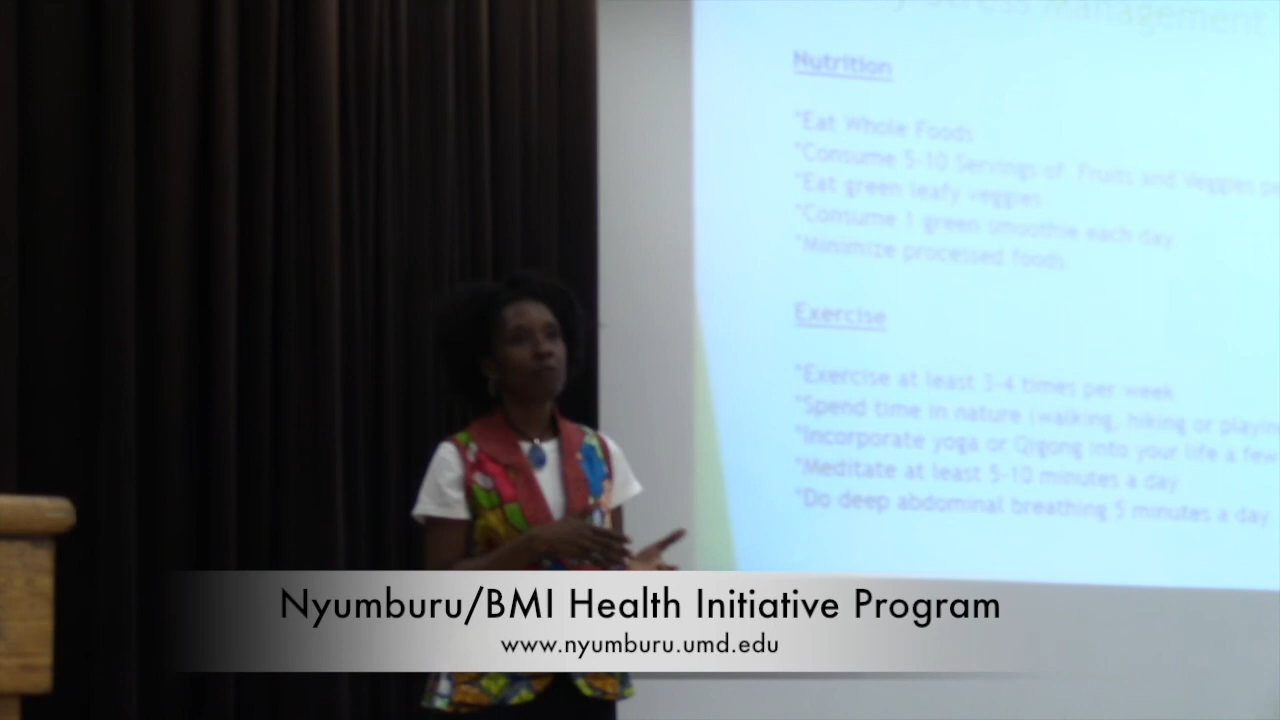 Stress Management
Nutrition
*Eat Whole Foods
*Consume 5-10 Servings of Fruits and Veggies
*Eat green leafy veggies
*Consume 1 green smoothie each day
*Minimize processed foods
Exercise
*Exercise at least 3-4 times per week
*Spend time in nature (walking, hiking or playin
*Incorporate yoga or Qigong into your life a few
*Meditate at least 5-10 minutes a day
*Do deep abdominal breathing 5 minutes a day
Nyumburu/BMI Health Initiative Program
www.nyumburu.umd.edu